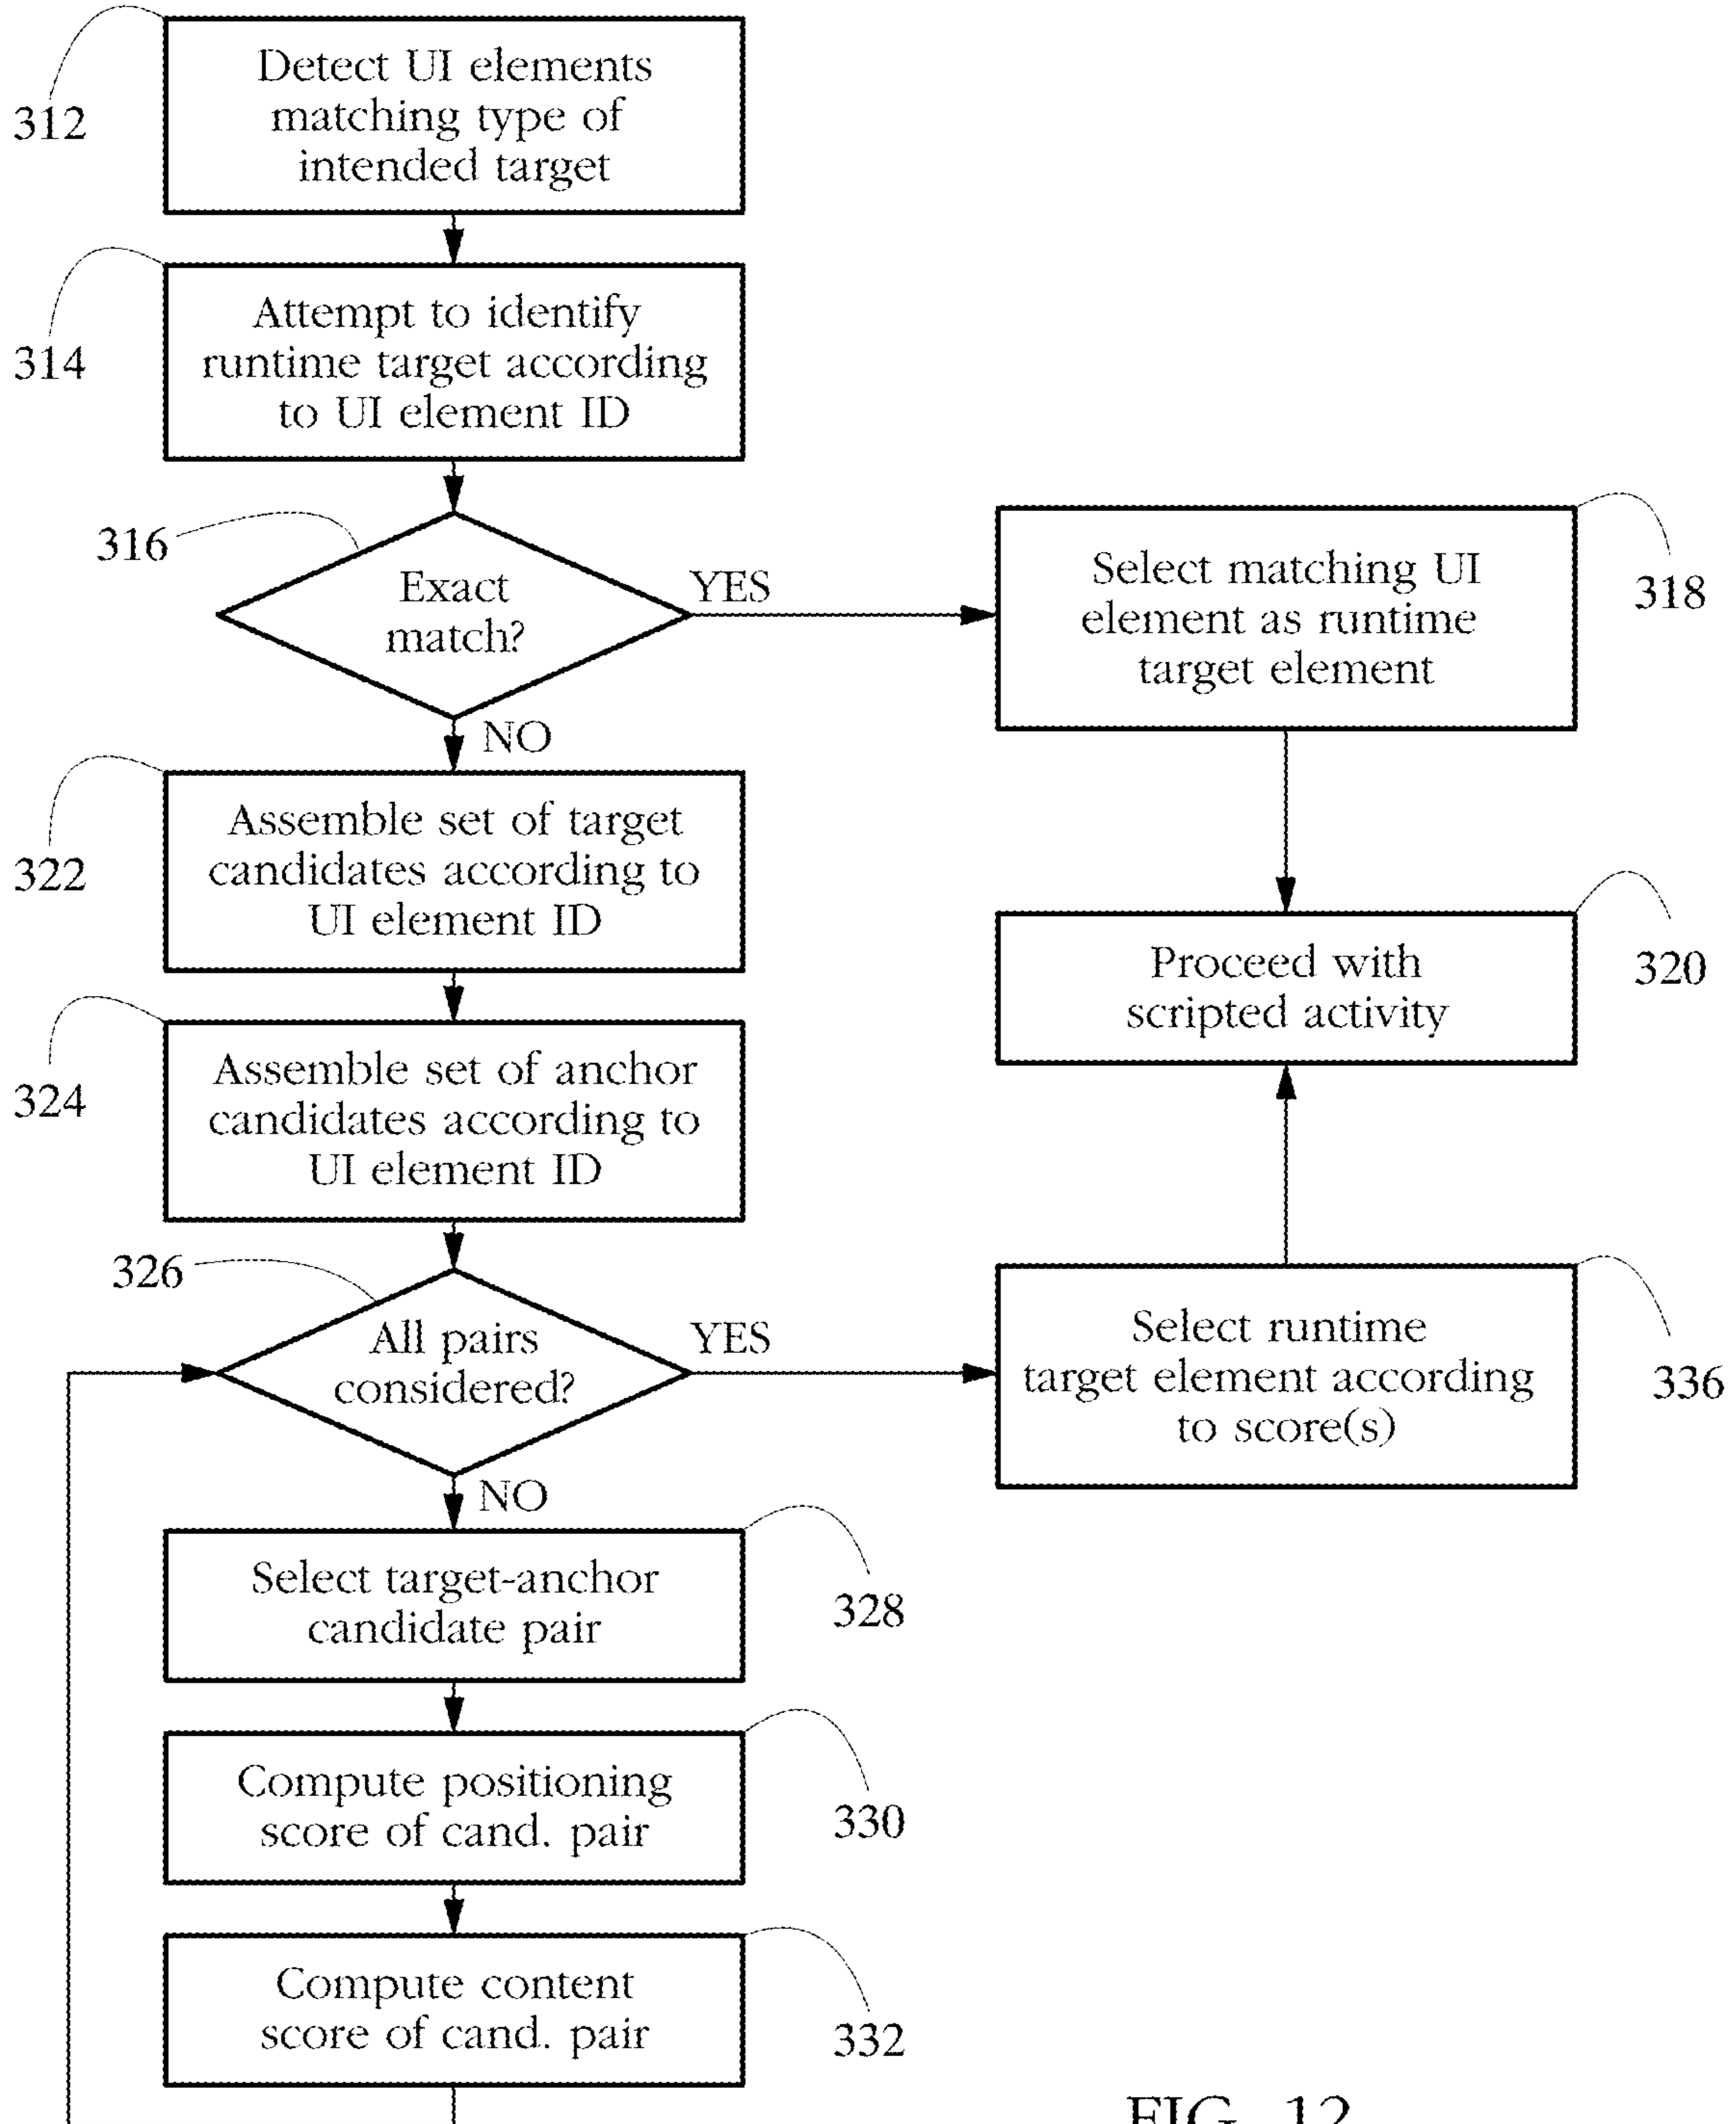 312
Detect UI elements
matching type of
intended target
314
Attempt to identify
runtime target according
to UI element ID
316
Exact
match?
YES
NO
Select matching UI
element as runtime
target element
318
322
Assemble set of target
candidates according to
UI element ID
Proceed with
scripted activity
320
324
Assemble set of anchor
candidates according to
UI element ID
326
All pairs
considered?
YES
NO
Select runtime
target element according
to score(s)
336
Select target-anchor
candidate pair
328
Compute positioning
score of cand. pair
330
Compute content
score of cand. pair
332
FIG. 12